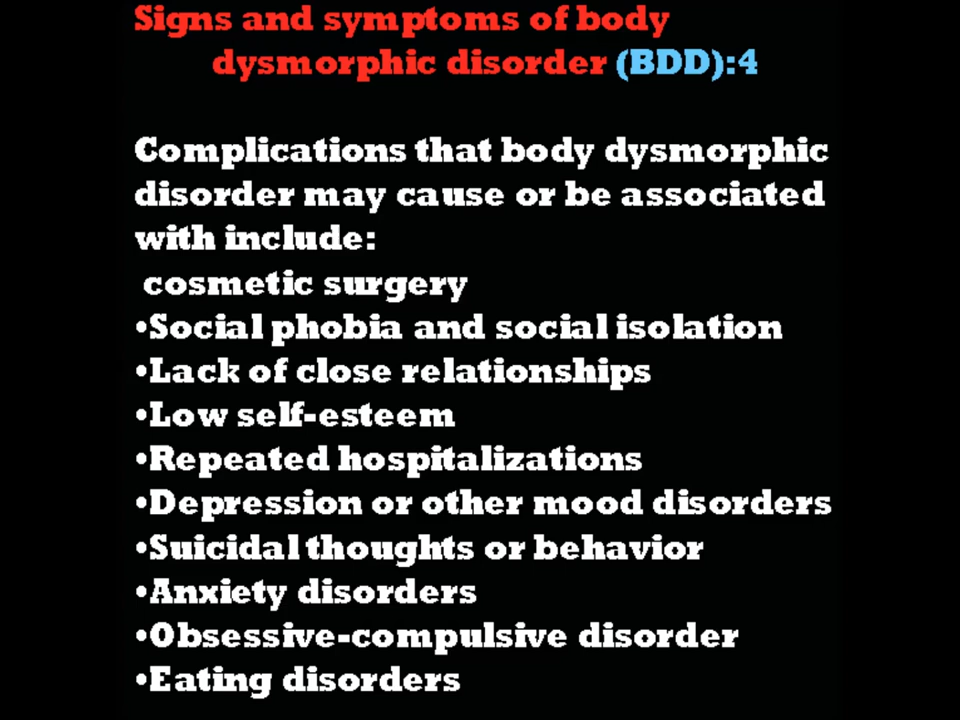 Signs and symptoms of body
dysmorphic disorder (BDD):4
Complications that body dysmorphic
disorder may cause or be associated
with include:
cosmetic surgery
•Social phobia and social isolation
•Lack of close relationships
•Low self-esteem
•Repeated hospitalizations
•Depression or other mood disorders
•Suicidal thoughts or behavior
•Anxiety disorders
•Obsessive-compulsive disorder
•Eating disorders